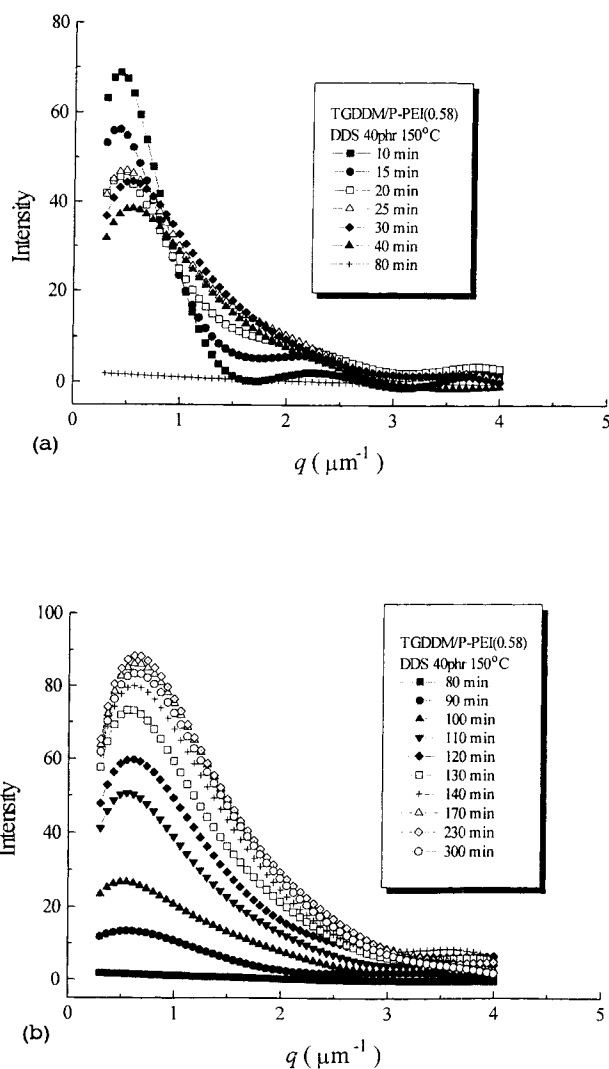 80
60
40
20
0
Intensity
TGDDM/P-PEI(0.58)
DDS 40phr 150°C
10 min
15 min
20 min
25 min
30 min
40 min
80 min
0 1 2 3 4 5
(a)
q ( μm⁻¹ )
100
80
60
40
20
0
Intensity
TGDDM/P-PEI(0.58)
DDS 40phr 150°C
80 min
90 min
100 min
110 min
120 min
130 min
140 min
170 min
230 min
300 min
0 1 2 3 4 5
(b)
q ( μm⁻¹ )